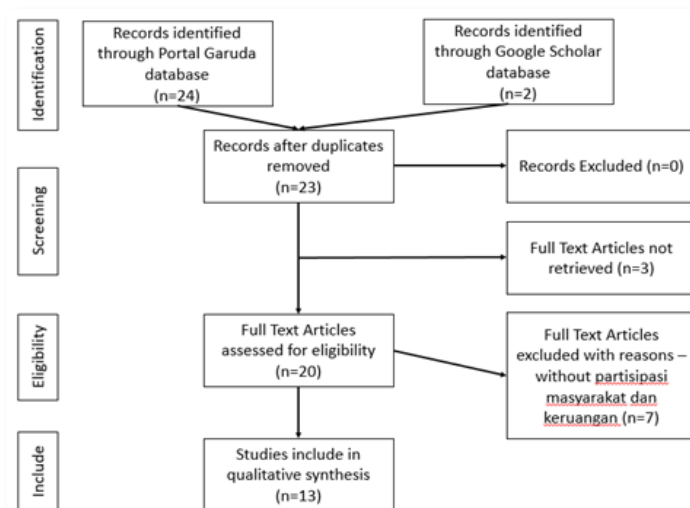 Identification
Records identified
through Portal Garuda
database
(n=24)
Records identified
through Google Scholar
database
(n=2)
Records after duplicates
removed
(n=23)
Records Excluded (n=0)
Screening
Full Text Articles not
retrieved (n=3)
Eligibility
Full Text Articles
assessed for eligibility
(n=20)
Full Text Articles
excluded with reasons –
without partisipasi
masyarakat dan
keruangan (n=7)
Include
Studies include in
qualitative synthesis
(n=13)